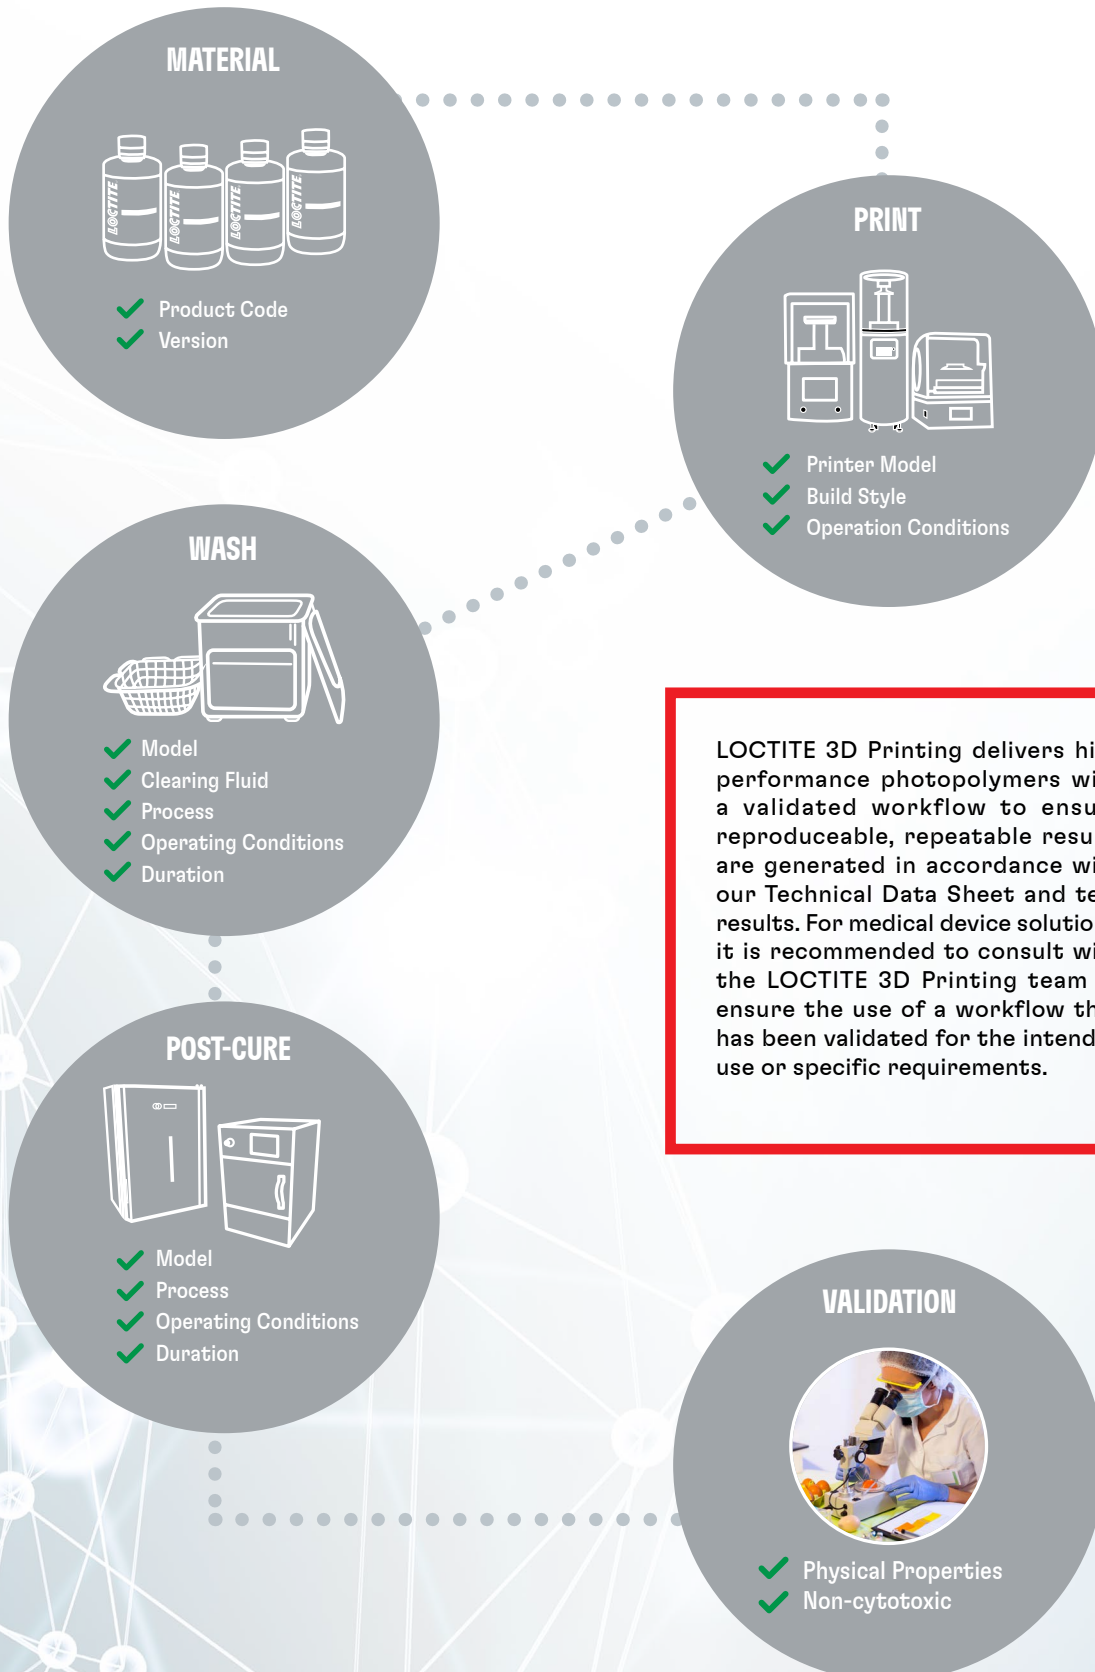 MATERIAL
LOCTITE
LOCTITE
LOCTITE
LOCTITE
Product Code
Version
PRINT
Printer Model
Build Style
Operation Conditions
WASH
Model
Clearing Fluid
Process
Operating Conditions
Duration
LOCTITE 3D Printing delivers hi
performance photopolymers wi
a validated workflow to ensu
reproduceable, repeatable resu
are generated in accordance wi
our Technical Data Sheet and te
results. For medical device solutio
it is recommended to consult wi
the LOCTITE 3D Printing team
ensure the use of a workflow th
has been validated for the intend
use or specific requirements.
POST-CURE
Model
Process
Operating Conditions
Duration
VALIDATION
Physical Properties
Non-cytotoxic